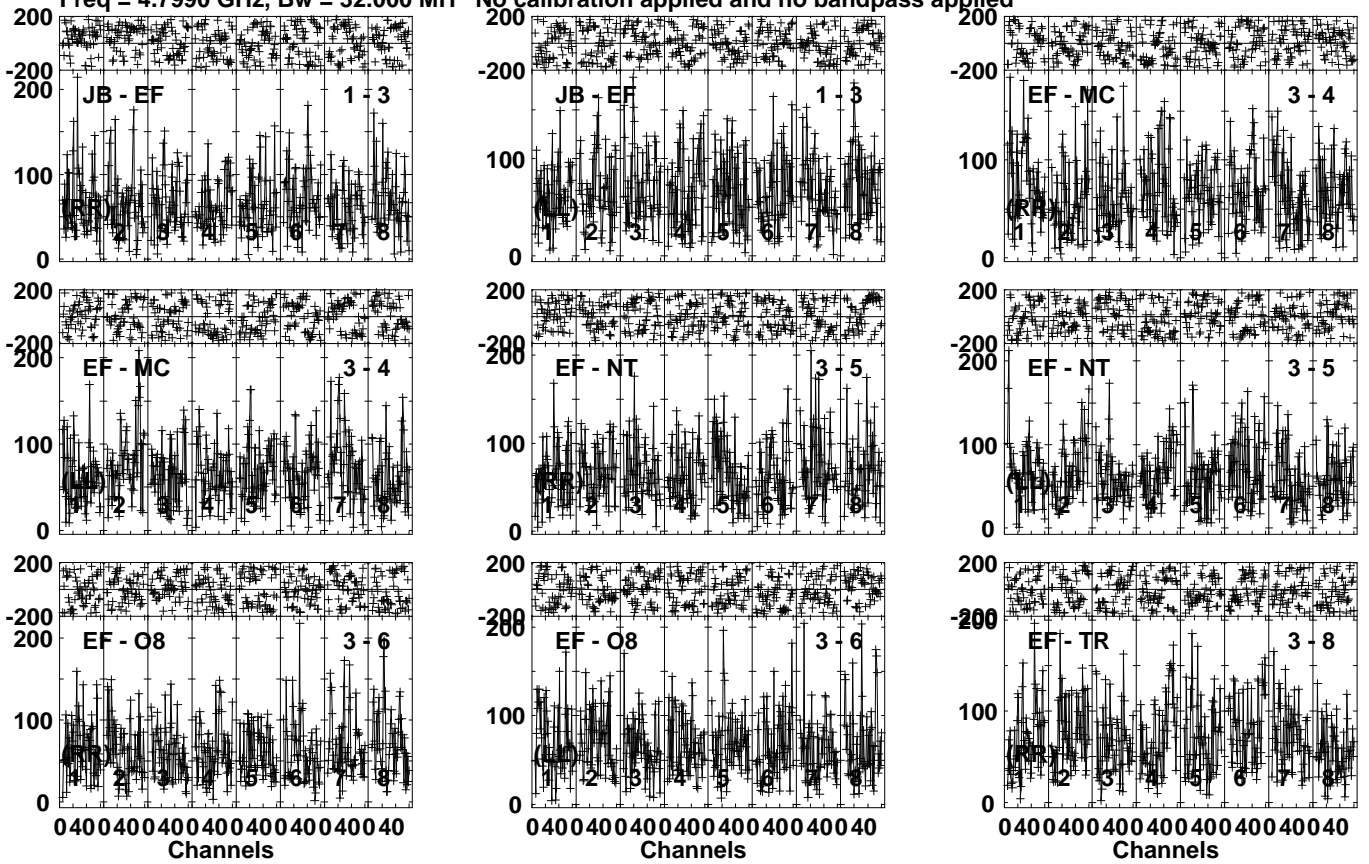 Freq = 4.7990 GHz, Bw = 32.000 MH No calibration applied and no bandpass applied
200 200 200
-200 -200 -200
JB - EF 1 - 3 JB - EF 1 - 3 EF - MC 3 - 4
200
100 100 100
(RR) (LL) (RR)
1 2 3 4 5 6 7 8 1 2 3 4 5 6 7 8 1 2 3 4 5 6 7 8
0 0 0
200 200 200
-200 -200 -200
200 200 200
EF - MC 3 - 4 EF - NT 3 - 5 EF - NT 3 - 5
100 100 100
(LL) (RR) (LL)
1 2 3 4 5 6 7 8 1 2 3 4 5 6 7 8 1 2 3 4 5 6 7 8
0 0 0
200 200 200
-200 -200 -200
200 200 200
EF - O8 3 - 6 EF - O8 3 - 6 EF - TR 3 - 8
100 100 100
(RR) (LL) (RR)
1 2 3 4 5 6 7 8 1 2 3 4 5 6 7 8 1 2 3 4 5 6 7 8
0 0 0
0 40 0 40 0 40 0 40 0 40 0 40 0 40 0 40 0 40 0 40 0 40 0 40 0 40 0 40 0 40 0 40 0 40 0 40 0 40 0 40 0 40 0 40 0 40 0 40
Channels Channels Channels